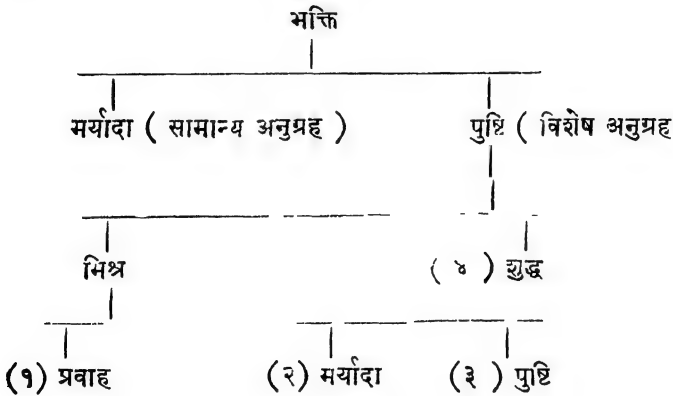 भक्ति
मर्यादा ( सामान्य अनुग्रह ) पुष्टि ( विशेष अनुग्रह
मिश्र ( ४ ) शुद्ध
(१) प्रवाह (२) मर्यादा (३) पुष्टि